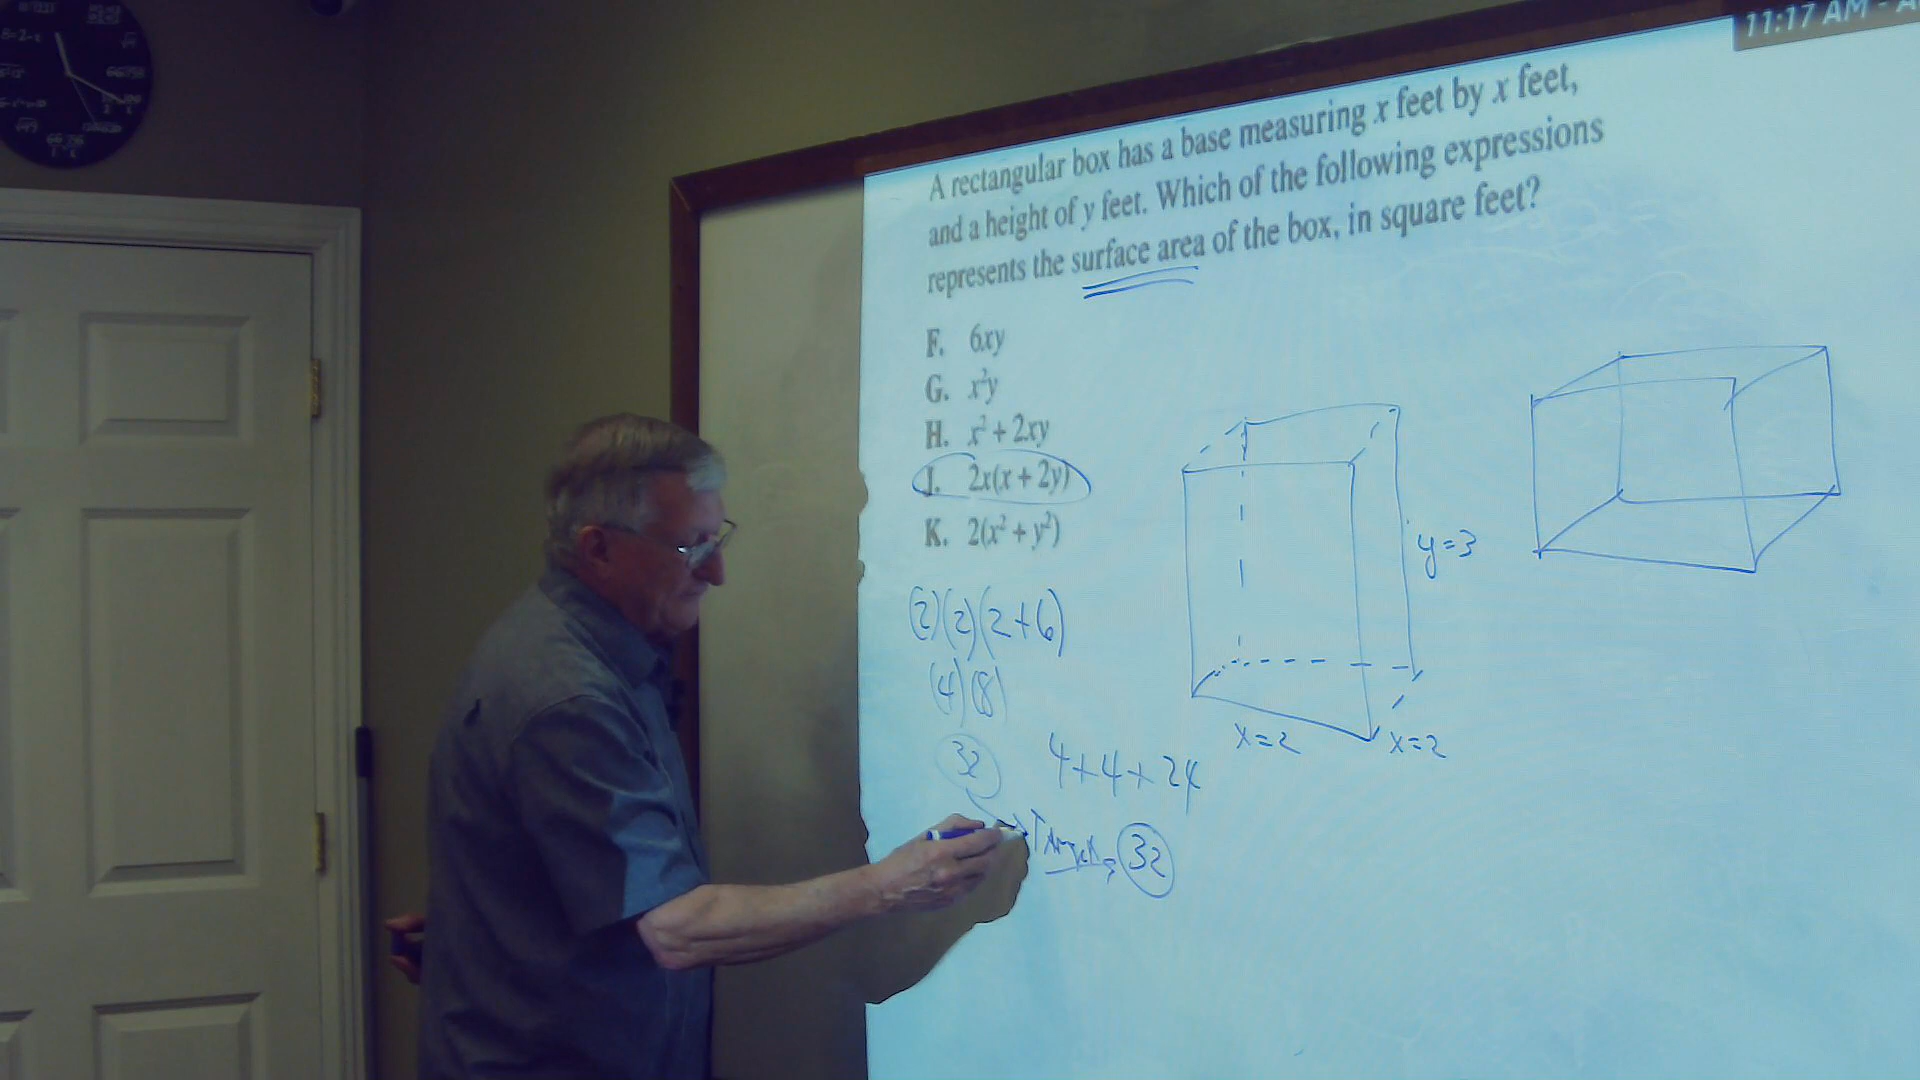 11:17 AM - A
A rectangular box has a base measuring x feet by x feet,
and a height of y feet. Which of the following expressions
represents the surface area of the box, in square feet?
F. 6xy
G. x²y
H. x² + 2xy
J. 2x(x + 2y)
K. 2(x² + y²)
y=3
x=2
x=2
(2)(2)(2+6)
(4)(8)
32
4+4+24
Target = 32